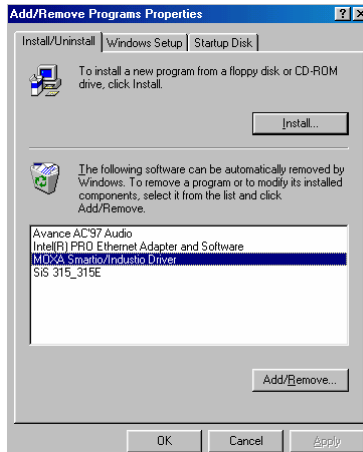 Add/Remove Programs Properties
Install/Uninstall
Windows Setup
Startup Disk
To install a new program from a floppy disk or CD-ROM
drive, click Install.
Install...
The following software can be automatically removed by
Windows. To remove a program or to modify its installed
components, select it from the list and click
Add/Remove.
Avance AC'97 Audio
Intel(R) PRO Ethernet Adapter and Software
MOXA Smartio/Industio Driver
SiS 315_315E
Add/Remove...
OK
Cancel
Apply